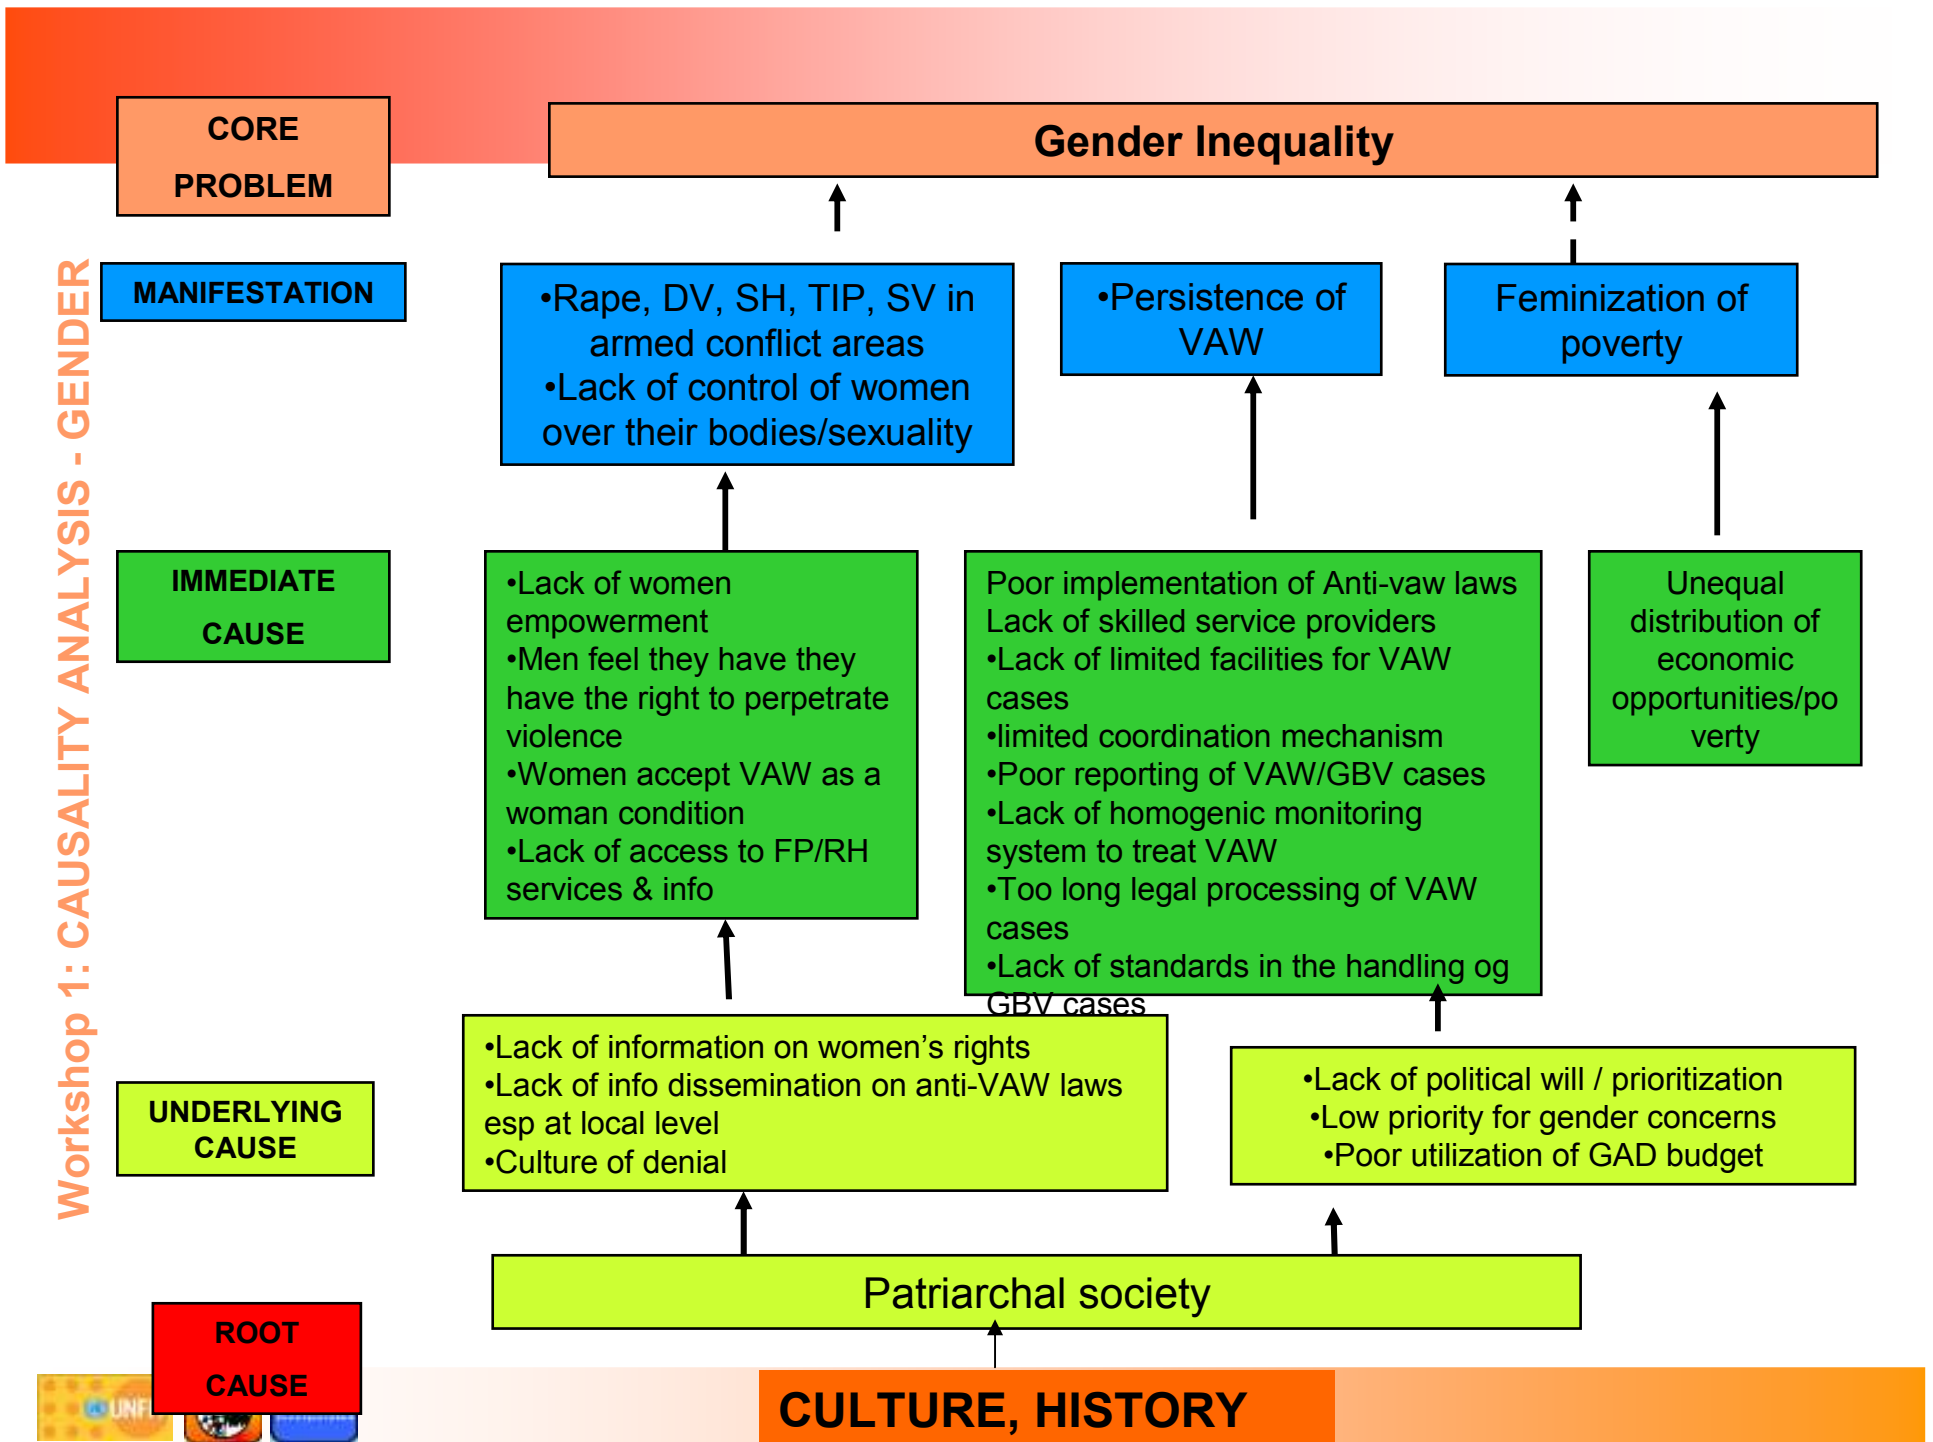 CORE
PROBLEM
Gender Inequality
Workshop 1: CAUSALITY ANALYSIS - GENDER
MANIFESTATION
•Rape, DV, SH, TIP, SV in
armed conflict areas
•Lack of control of women
over their bodies/sexuality
•Persistence of
VAW
Feminization of
poverty
IMMEDIATE
CAUSE
•Lack of women
empowerment
•Men feel they have they
have the right to perpetrate
violence
•Women accept VAW as a
woman condition
•Lack of access to FP/RH
services & info
Poor implementation of Anti-vaw laws
Lack of skilled service providers
•Lack of limited facilities for VAW
cases
•limited coordination mechanism
•Poor reporting of VAW/GBV cases
•Lack of homogenic monitoring
system to treat VAW
•Too long legal processing of VAW
cases
•Lack of standards in the handling og
GBV cases
Unequal
distribution of
economic
opportunities/po
verty
UNDERLYING
CAUSE
•Lack of information on women’s rights
•Lack of info dissemination on anti-VAW laws
esp at local level
•Culture of denial
•Lack of political will / prioritization
•Low priority for gender concerns
•Poor utilization of GAD budget
Patriarchal society
ROOT
CAUSE
CULTURE, HISTORY